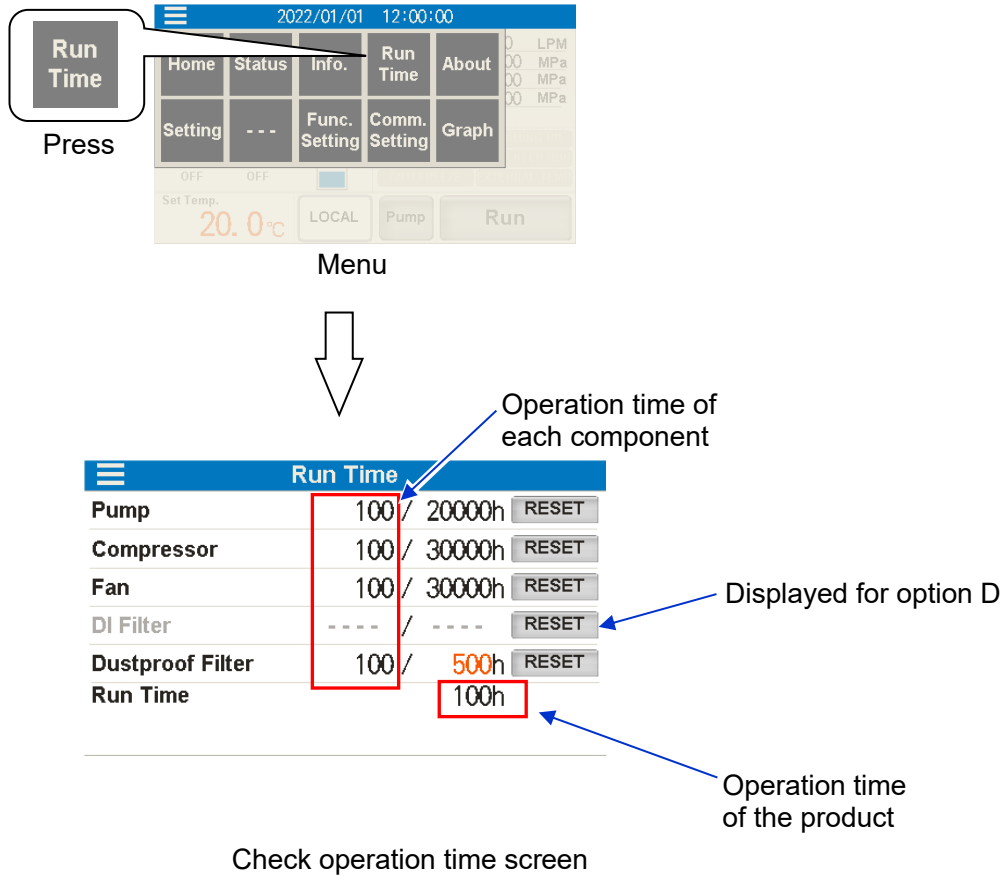 2022/01/01 12:00:00
Run
Time
Home Status Info. Run
Time About
0 LPM
00 MPa
00 MPa
00 MPa
Setting - - - Func.
Setting Comm.
Setting Graph
Press
OFF OFF
Set Temp.
20.0℃ LOCAL Pump Run
Menu
Operation time of
each component
Run Time
Pump 100 / 20000h RESET
Compressor 100 / 30000h RESET
Fan 100 / 30000h RESET
Displayed for option D
DI Filter - - - - / - - - - RESET
Dustproof Filter 100 / 500h RESET
Run Time 100h
Operation time
of the product
Check operation time screen